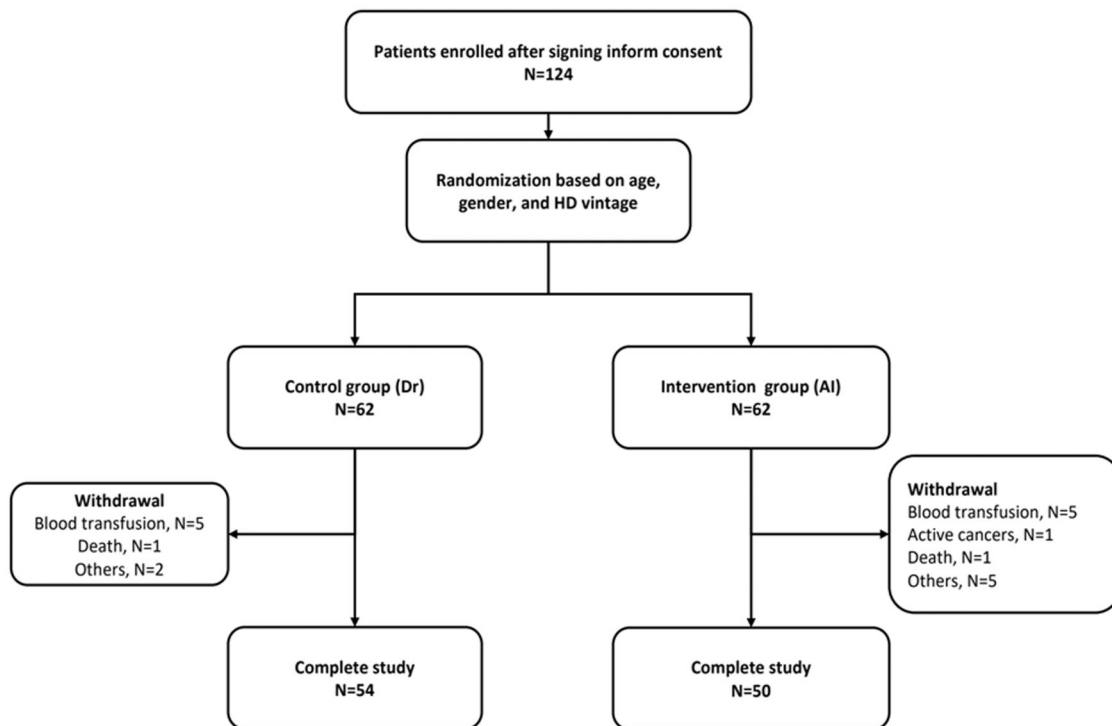 Patients enrolled after signing inform consent
N=124
Randomization based on age,
gender, and HD vintage
Control group (Dr)
N=62
Intervention group (AI)
N=62
Withdrawal
Blood transfusion, N=5
Death, N=1
Others, N=2
Withdrawal
Blood transfusion, N=5
Active cancers, N=1
Death, N=1
Others, N=5
Complete study
N=54
Complete study
N=50